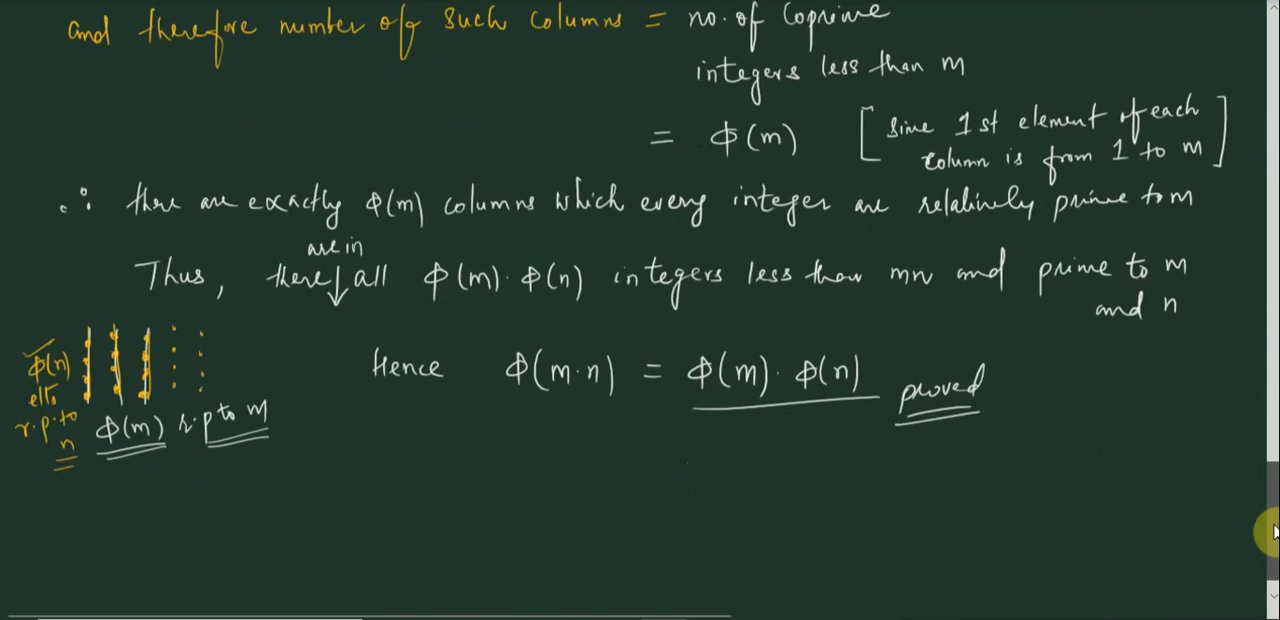 and therefore number of such columns = no. of Coprime
integers less than m
= ϕ(m) [ Sine 1st element of each
column is from 1 to m ]
∴ there are exactly ϕ(m) columns which every integer are relatively prime to m
are in
Thus, there ↓ all ϕ(m)·ϕ(n) integers less than mn and prime to m
and n
ϕ(n)
elts
r.p.to
n
ϕ(m) r.p to m
Hence ϕ(m·n) = ϕ(m)·ϕ(n) proved